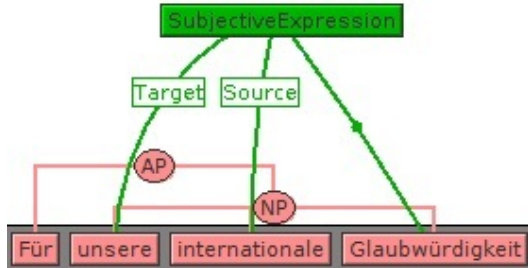 SubjectiveExpression
Target Source
AP
NP
Für unsere internationale Glaubwürdigkeit